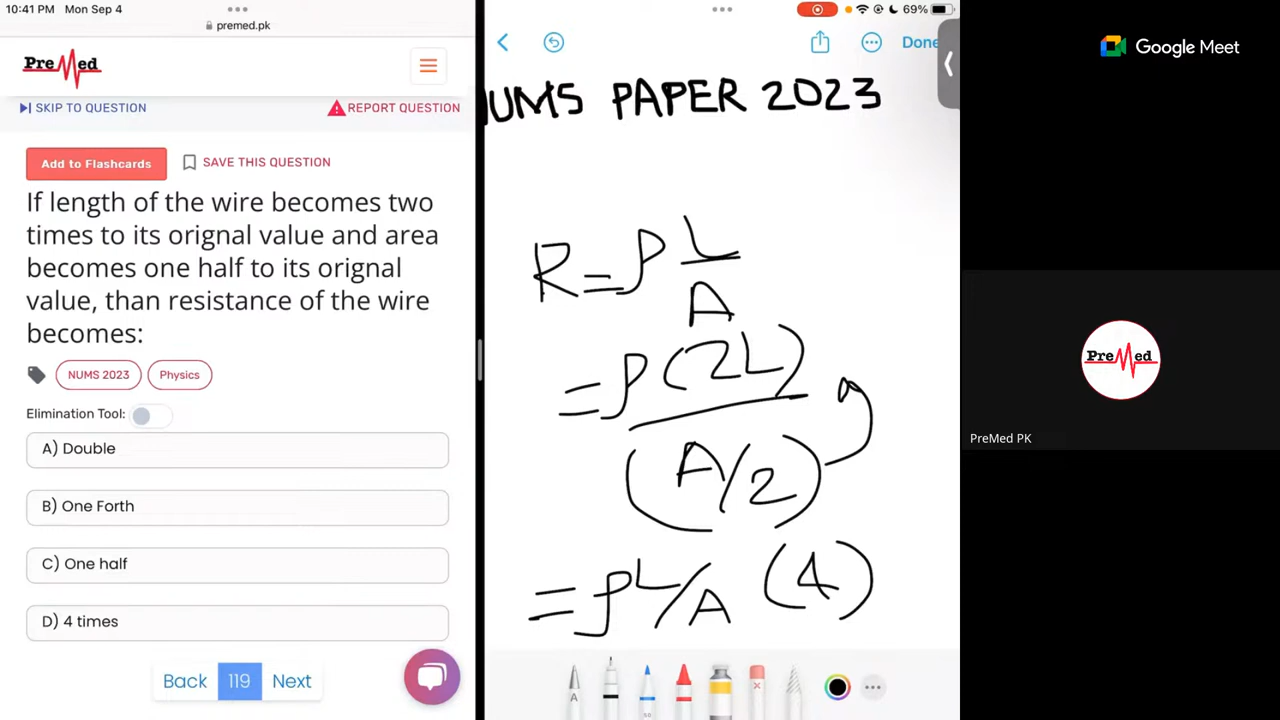 10:41 PM Mon Sep 4
premed.pk
PreMed
SKIP TO QUESTION
REPORT QUESTION
Add to Flashcards
SAVE THIS QUESTION
If length of the wire becomes two
times to its orignal value and area
becomes one half to its orignal
value, than resistance of the wire
becomes:
NUMS 2023
Physics
Elimination Tool:
A) Double
B) One Forth
C) One half
D) 4 times
Back 119 Next
69%
Done
NUMS PAPER 2023
R=ρ L/A
=ρ(2L)/(A/2)
=ρL/A (4)
Google Meet
PreMed
PreMed PK